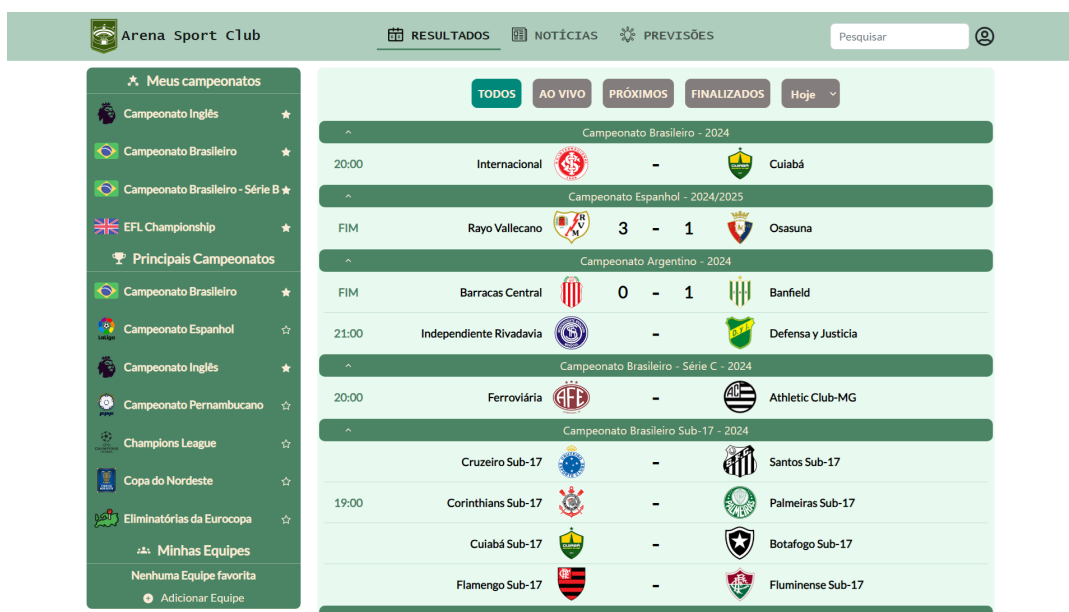 Arena Sport Club
RESULTADOS
NOTÍCIAS
PREVISÕES
Pesquisar
Meus campeonatos
Campeonato Inglês
Campeonato Brasileiro
Campeonato Brasileiro - Série B
EFL Championship
Principais Campeonatos
Campeonato Brasileiro
Campeonato Espanhol
Campeonato Inglês
Campeonato Pernambucano
Champions League
Copa do Nordeste
Eliminatórias da Eurocopa
Minhas Equipes
Nenhuma Equipe favorita
Adicionar Equipe
TODOS AO VIVO PRÓXIMOS FINALIZADOS Hoje
Campeonato Brasileiro - 2024
20:00 Internacional - Cuiabá
Campeonato Espanhol - 2024/2025
FIM Rayo Vallecano 3 - 1 Osasuna
Campeonato Argentino - 2024
FIM Barracas Central 0 - 1 Banfield
21:00 Independiente Rivadavia - Defensa y Justicia
Campeonato Brasileiro - Série C - 2024
20:00 Ferroviária - Athletic Club-MG
Campeonato Brasileiro Sub-17 - 2024
Cruzeiro Sub-17 - Santos Sub-17
19:00 Corinthians Sub-17 - Palmeiras Sub-17
Cuiabá Sub-17 - Botafogo Sub-17
Flamengo Sub-17 - Fluminense Sub-17